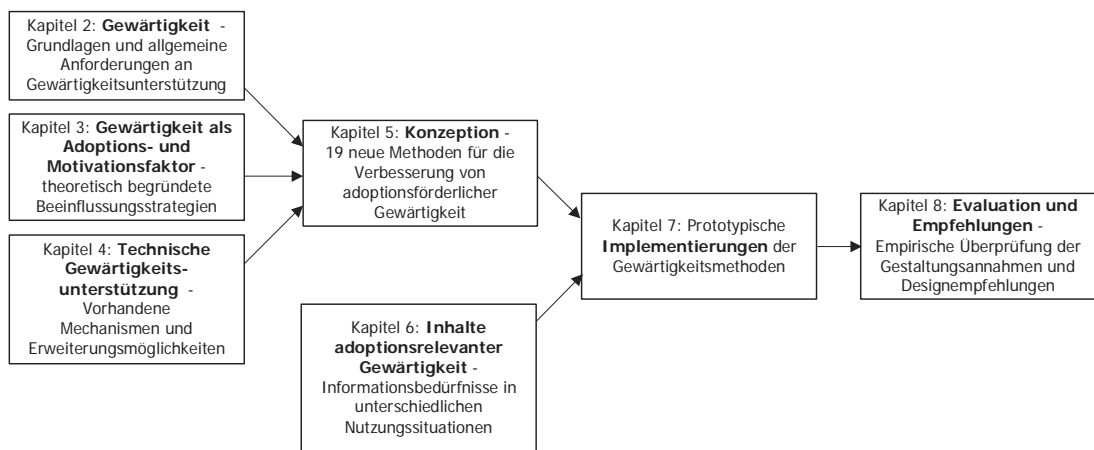 Kapitel 2: Gewärtigkeit -
Grundlagen und allgemeine
Anforderungen an
Gewärtigkeitsunterstützung
Kapitel 3: Gewärtigkeit als
Adoptions- und
Motivationsfaktor -
theoretisch begründete
Beeinflussungsstrategien
Kapitel 4: Technische
Gewärtigkeits-
unterstützung -
Vorhandene
Mechanismen und
Erweiterungsmöglichkeiten
Kapitel 5: Konzeption -
19 neue Methoden für die
Verbesserung von
adoptionsförderlicher
Gewärtigkeit
Kapitel 6: Inhalte
adoptionsrelevanter
Gewärtigkeit -
Informationsbedürfnisse in
unterschiedlichen
Nutzungssituationen
Kapitel 7: Prototypische
Implementierungen der
Gewärtigkeitsmethoden
Kapitel 8: Evaluation und
Empfehlungen -
Empirische Überprüfung der
Gestaltungsannahmen und
Designempfehlungen